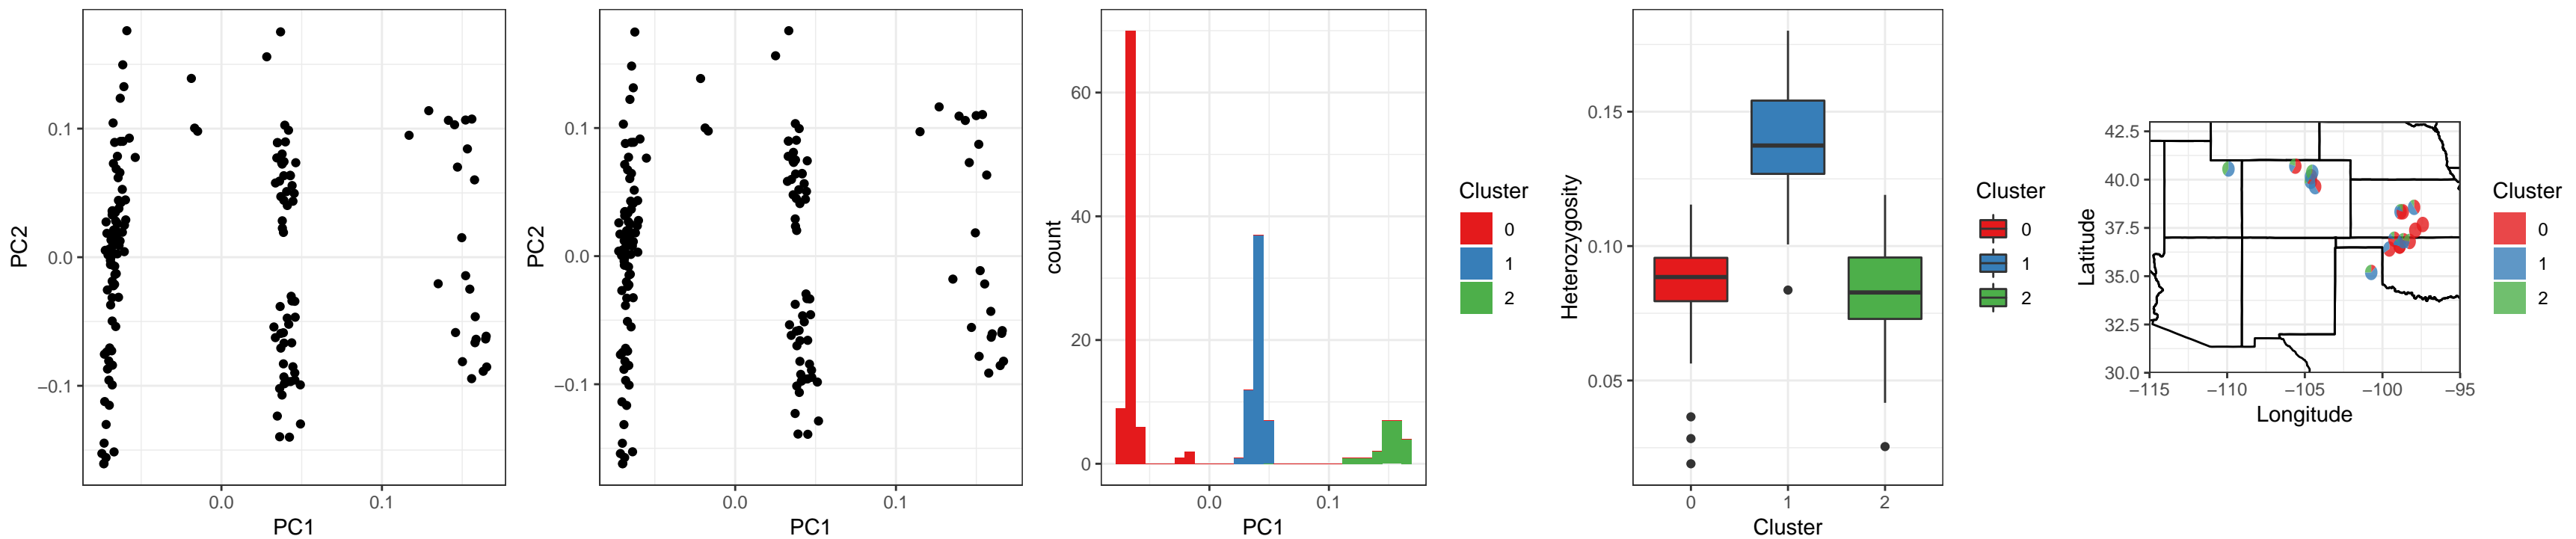 PC2
0.1
0.0
−0.1
0.0 0.1
PC1
PC2
0.1
0.0
−0.1
0.0 0.1
PC1
count
60
40
20
0
0.0 0.1
PC1
Cluster
0
1
2
Heterozygosity
0.15
0.10
0.05
0 1 2
Cluster
Cluster
0
1
2
Latitude
42.5
40.0
37.5
35.0
32.5
30.0
−115 −110 −105 −100 −95
Longitude
Cluster
0
1
2